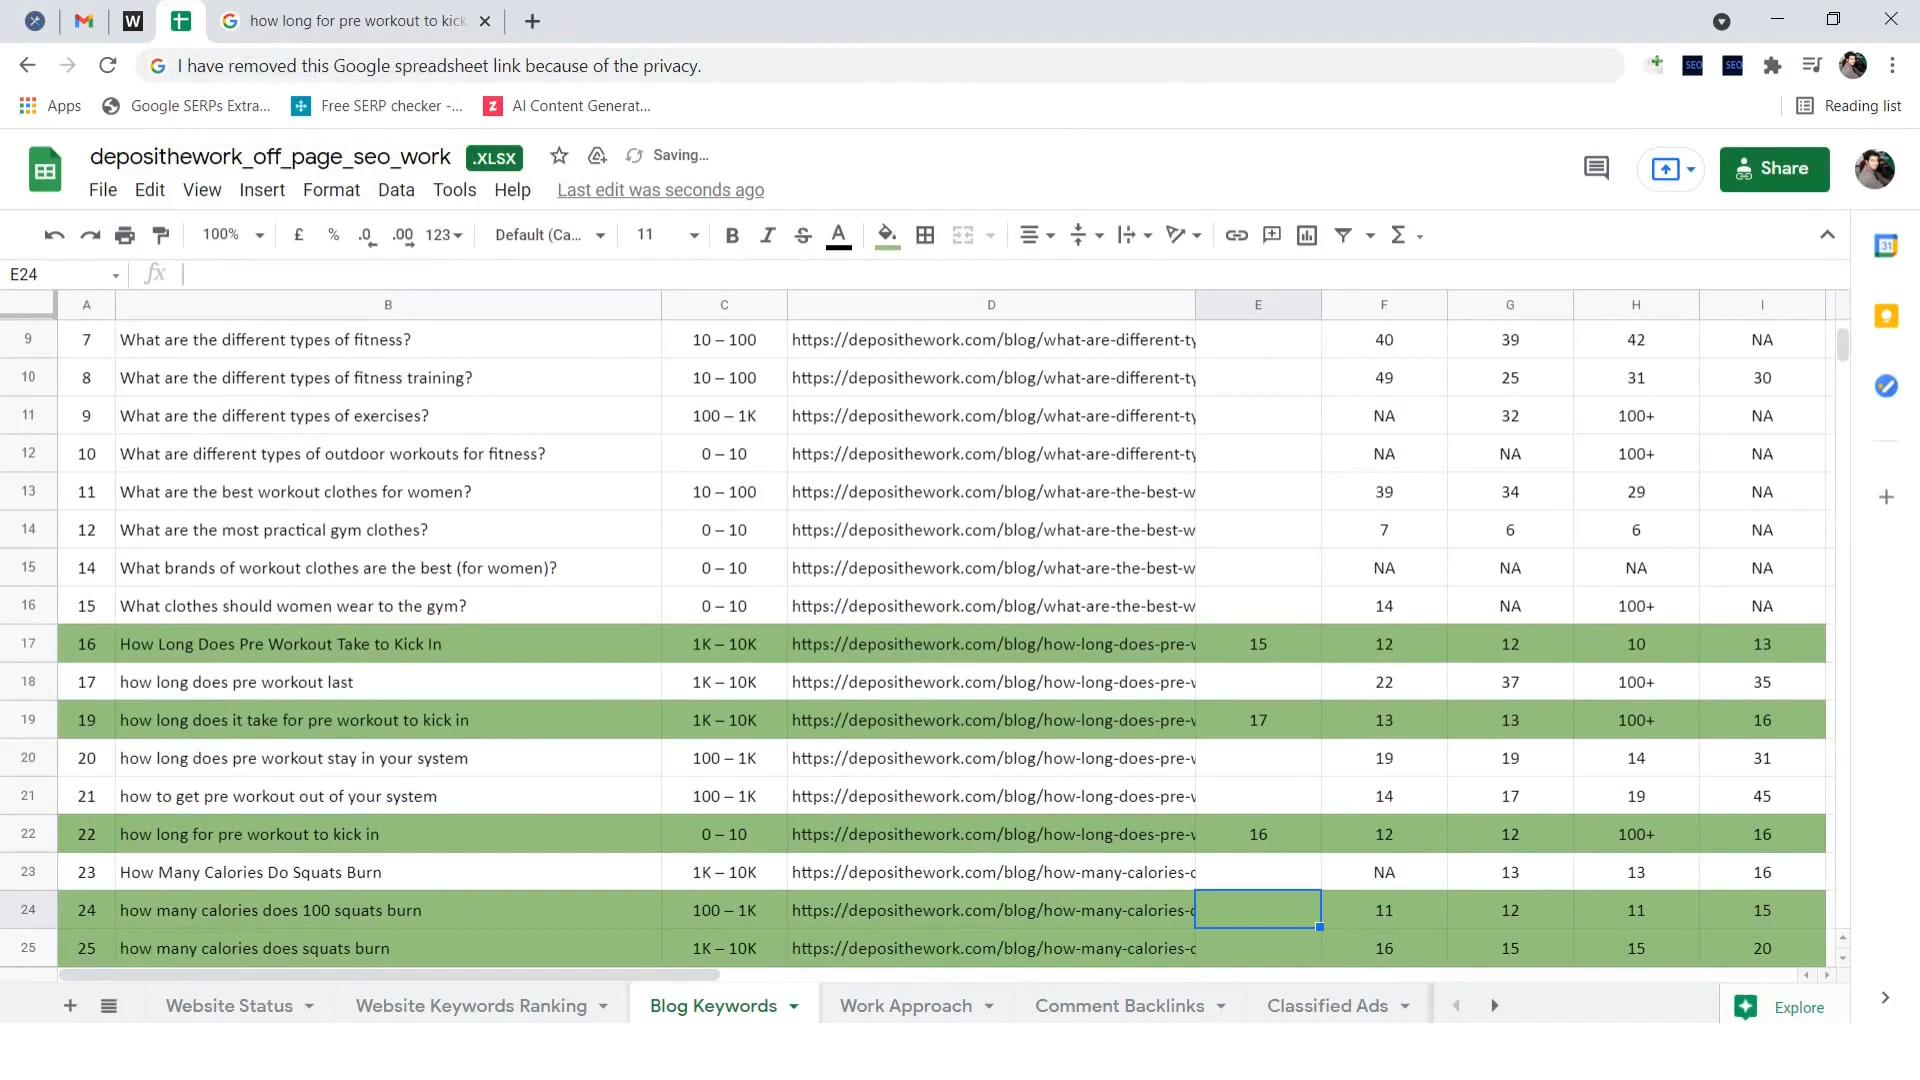 how long for pre workout to kick
I have removed this Google spreadsheet link because of the privacy.
SEO SEO
Apps Google SERPs Extra... Free SERP checker -... AI Content Generat... Reading list
deposithework_off_page_seo_work .XLSX Saving...
Share
File Edit View Insert Format Data Tools Help Last edit was seconds ago
100% £ % .0 .00 123 Default (Ca... 11 B I S A Σ
31
E24 fx
A B C D E F G H I
9 7 What are the different types of fitness? 10 – 100 https://deposithework.com/blog/what-are-different-ty 40 39 42 NA
10 8 What are the different types of fitness training? 10 – 100 https://deposithework.com/blog/what-are-different-ty 49 25 31 30
11 9 What are the different types of exercises? 100 – 1K https://deposithework.com/blog/what-are-different-ty NA 32 100+ NA
12 10 What are different types of outdoor workouts for fitness? 0 – 10 https://deposithework.com/blog/what-are-different-ty NA NA 100+ NA
13 11 What are the best workout clothes for women? 10 – 100 https://deposithework.com/blog/what-are-the-best-w 39 34 29 NA
14 12 What are the most practical gym clothes? 0 – 10 https://deposithework.com/blog/what-are-the-best-w 7 6 6 NA
15 14 What brands of workout clothes are the best (for women)? 0 – 10 https://deposithework.com/blog/what-are-the-best-w NA NA NA NA
16 15 What clothes should women wear to the gym? 0 – 10 https://deposithework.com/blog/what-are-the-best-w 14 NA 100+ NA
17 16 How Long Does Pre Workout Take to Kick In 1K – 10K https://deposithework.com/blog/how-long-does-pre-w 15 12 12 10 13
18 17 how long does pre workout last 1K – 10K https://deposithework.com/blog/how-long-does-pre-w 22 37 100+ 35
19 19 how long does it take for pre workout to kick in 1K – 10K https://deposithework.com/blog/how-long-does-pre-w 17 13 13 100+ 16
20 20 how long does pre workout stay in your system 100 – 1K https://deposithework.com/blog/how-long-does-pre-w 19 19 14 31
21 21 how to get pre workout out of your system 100 – 1K https://deposithework.com/blog/how-long-does-pre-w 14 17 19 45
22 22 how long for pre workout to kick in 0 – 10 https://deposithework.com/blog/how-long-does-pre-w 16 12 12 100+ 16
23 23 How Many Calories Do Squats Burn 1K – 10K https://deposithework.com/blog/how-many-calories-d NA 13 13 16
24 24 how many calories does 100 squats burn 100 – 1K https://deposithework.com/blog/how-many-calories-d 11 12 11 15
25 25 how many calories does squats burn 1K – 10K https://deposithework.com/blog/how-many-calories-d 16 15 15 20
Website Status Website Keywords Ranking Blog Keywords Work Approach Comment Backlinks Classified Ads Explore